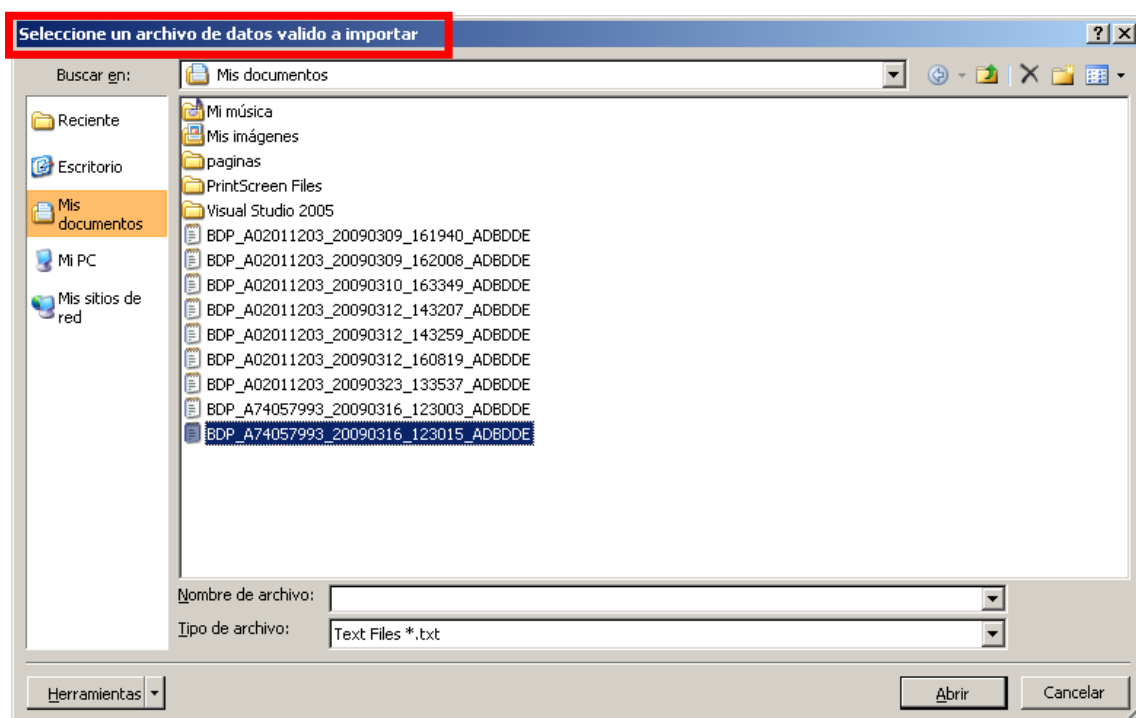 Seleccione un archivo de datos valido a importar
Buscar en:
Mis documentos
Reciente
Escritorio
Mis
documentos
Mi PC
Mis sitios de
red
Mi música
Mis imágenes
paginas
PrintScreen Files
Visual Studio 2005
BDP_A02011203_20090309_161940_ADBDDE
BDP_A02011203_20090309_162008_ADBDDE
BDP_A02011203_20090310_163349_ADBDDE
BDP_A02011203_20090312_143207_ADBDDE
BDP_A02011203_20090312_143259_ADBDDE
BDP_A02011203_20090312_160819_ADBDDE
BDP_A02011203_20090323_133537_ADBDDE
BDP_A74057993_20090316_123003_ADBDDE
BDP_A74057993_20090316_123015_ADBDDE
Nombre de archivo:
Tipo de archivo:
Text Files *.txt
Herramientas
Abrir
Cancelar